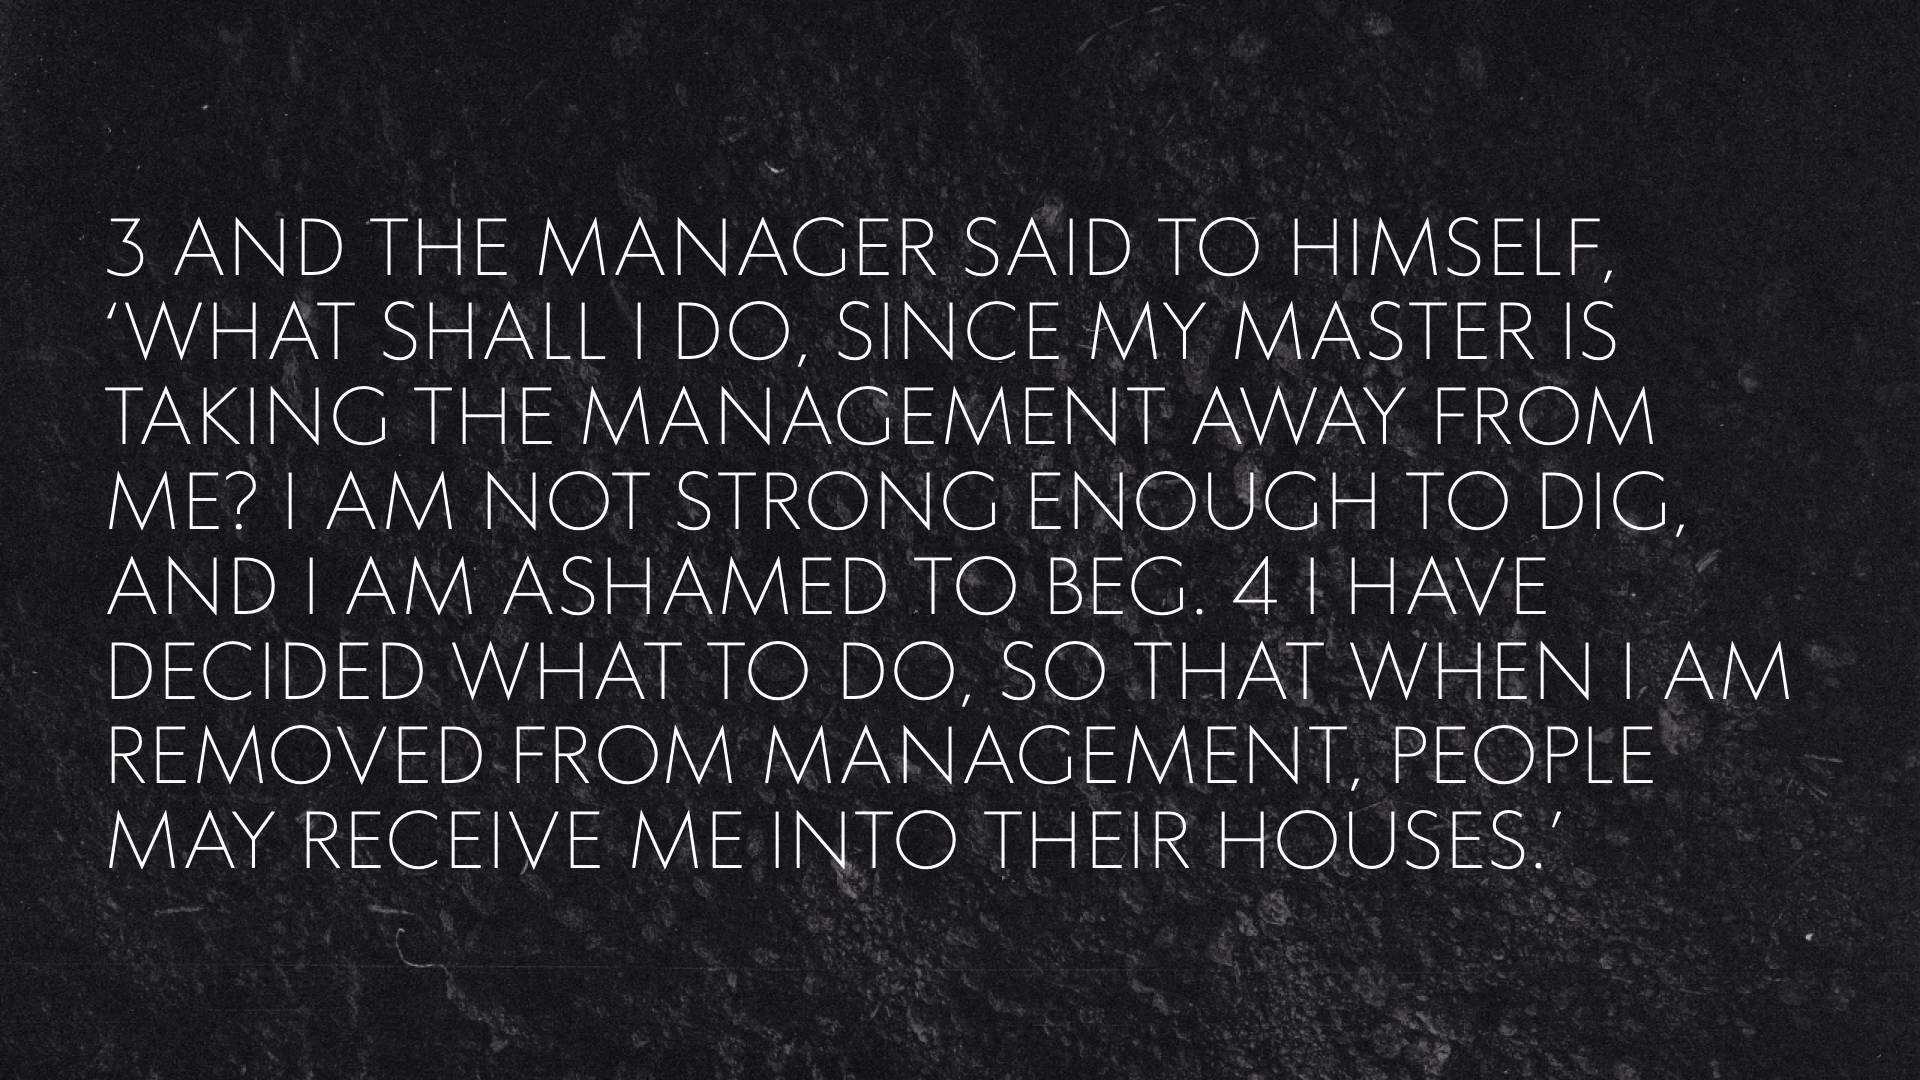 3 AND THE MANAGER SAID TO HIMSELF,
‘WHAT SHALL I DO, SINCE MY MASTER IS
TAKING THE MANAGEMENT AWAY FROM
ME? I AM NOT STRONG ENOUGH TO DIG,
AND I AM ASHAMED TO BEG. 4 I HAVE
DECIDED WHAT TO DO, SO THAT WHEN I AM
REMOVED FROM MANAGEMENT, PEOPLE
MAY RECEIVE ME INTO THEIR HOUSES.’